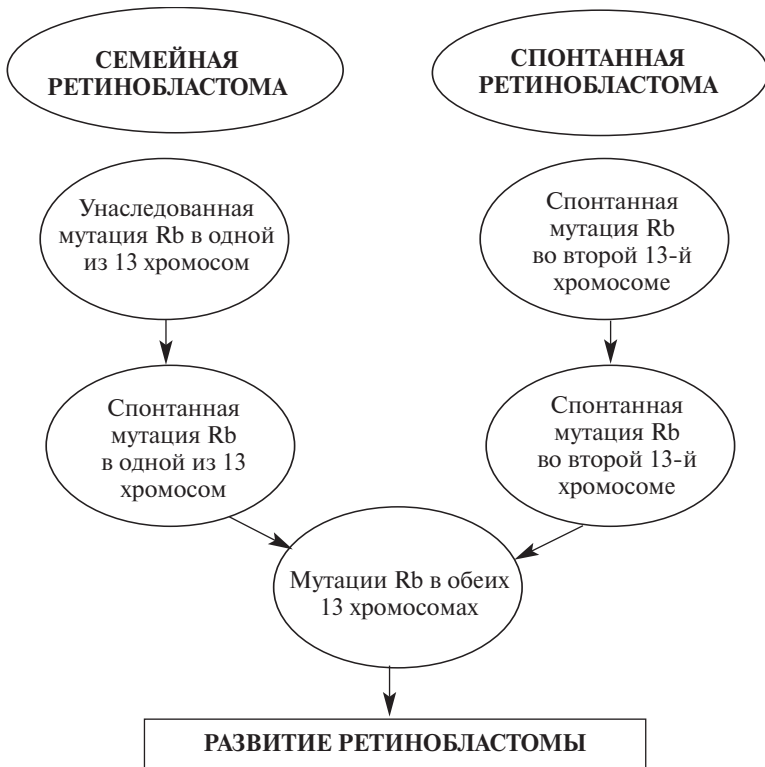 СЕМЕЙНАЯ
РЕТИНОБЛАСТОМА
СПОНТАННАЯ
РЕТИНОБЛАСТОМА
Унаследованная
мутация Rb в одной
из 13 хромосом
Спонтанная
мутация Rb
во второй 13-й
хромосоме
Спонтанная
мутация Rb
в одной из 13
хромосом
Спонтанная
мутация Rb
во второй 13-й
хромосоме
Мутации Rb в обеих
13 хромосомах
РАЗВИТИЕ РЕТИНОБЛАСТОМЫ